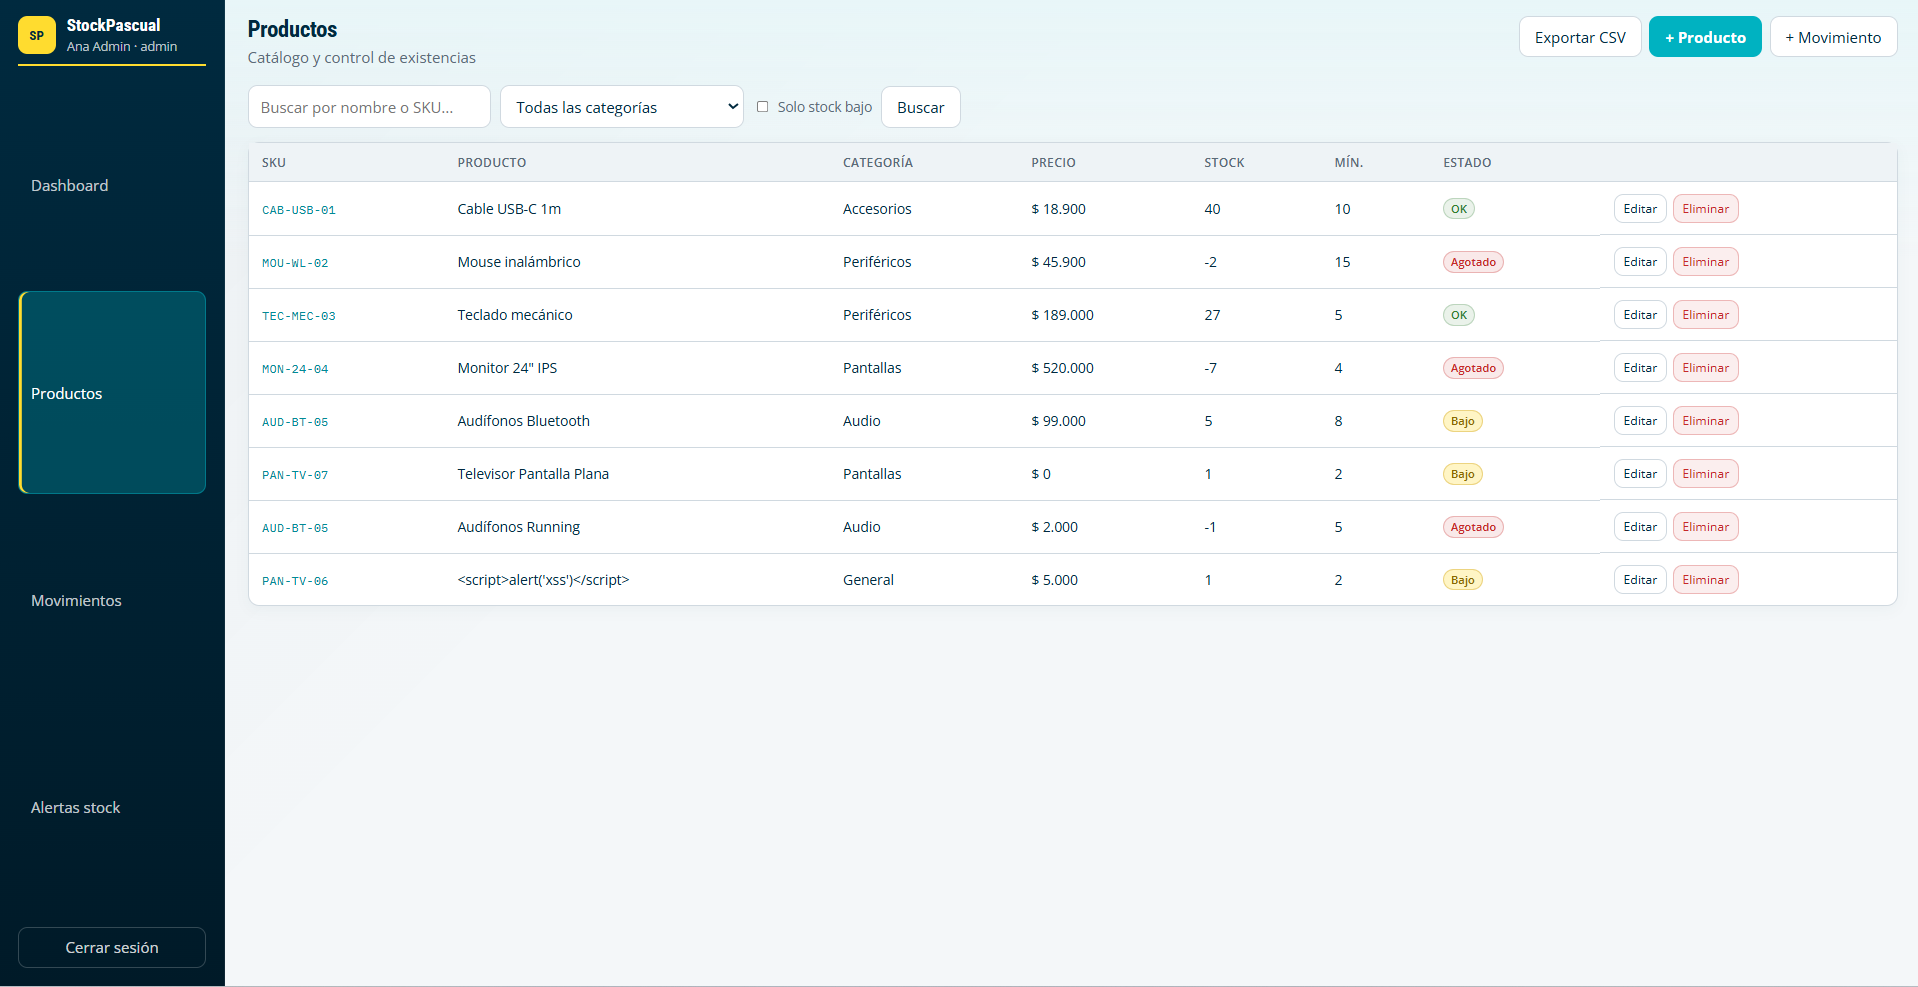 SP
StockPascual
Ana Admin · admin
Dashboard
Productos
Movimientos
Alertas stock
Cerrar sesión
Productos
Catálogo y control de existencias
Exportar CSV
+ Producto
+ Movimiento
Buscar por nombre o SKU...
Todas las categorías
Solo stock bajo
Buscar
SKU PRODUCTO CATEGORÍA PRECIO STOCK MÍN. ESTADO
CAB-USB-01 Cable USB-C 1m Accesorios $ 18.900 40 10 OK Editar Eliminar
MOU-WL-02 Mouse inalámbrico Periféricos $ 45.900 -2 15 Agotado Editar Eliminar
TEC-MEC-03 Teclado mecánico Periféricos $ 189.000 27 5 OK Editar Eliminar
MON-24-04 Monitor 24" IPS Pantallas $ 520.000 -7 4 Agotado Editar Eliminar
AUD-BT-05 Audífonos Bluetooth Audio $ 99.000 5 8 Bajo Editar Eliminar
PAN-TV-07 Televisor Pantalla Plana Pantallas $ 0 1 2 Bajo Editar Eliminar
AUD-BT-05 Audífonos Running Audio $ 2.000 -1 5 Agotado Editar Eliminar
PAN-TV-06 <script>alert('xss')</script> General $ 5.000 1 2 Bajo Editar Eliminar